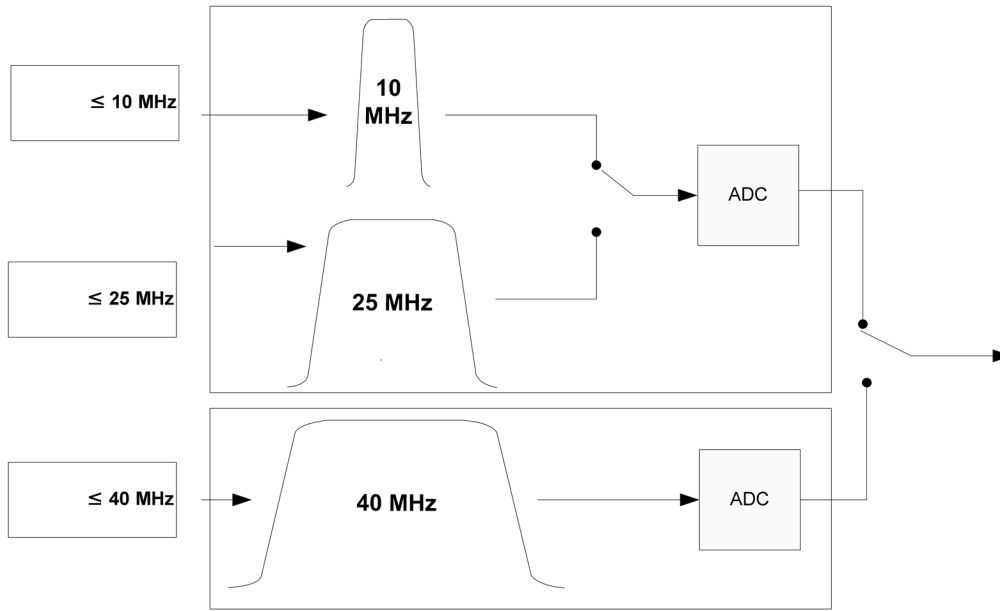 ≤ 10 MHz
10
MHz
ADC
≤ 25 MHz
25 MHz
≤ 40 MHz
40 MHz
ADC